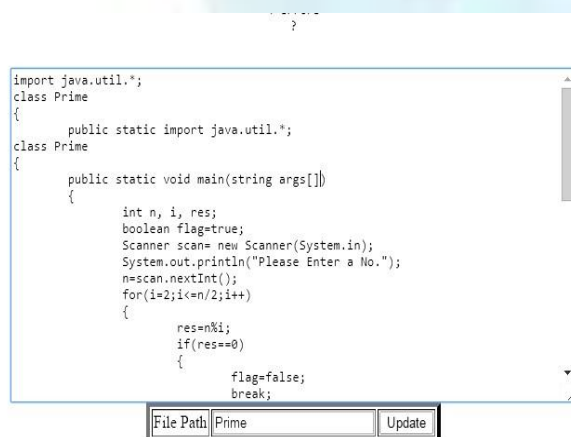 ?
import java.util.*;
class Prime
{
public static import java.util.*;
class Prime
{
public static void main(string args[])
{
int n, i, res;
boolean flag=true;
Scanner scan= new Scanner(System.in);
System.out.println("Please Enter a No.");
n=scan.nextInt();
for(i=2;i<=n/2;i++)
{
res=n%i;
if(res==0)
{
flag=false;
break;
File Path Prime Update